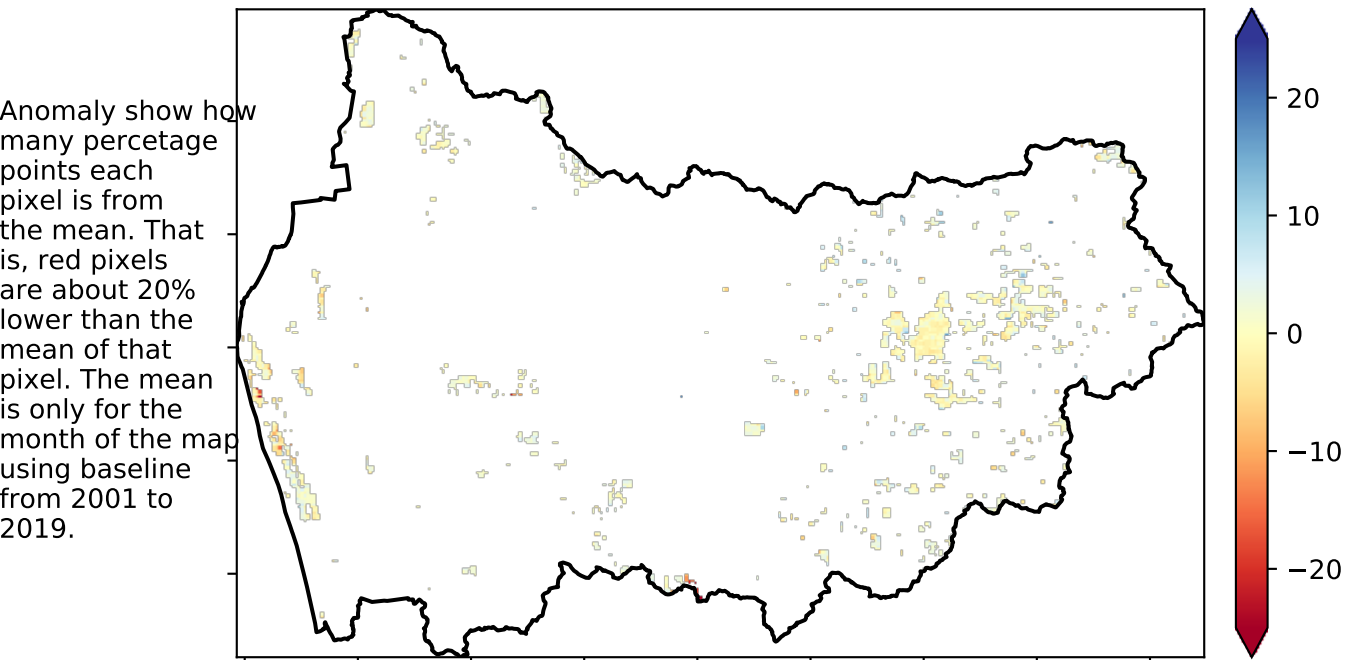 Anomaly show how
many percetage
points each
pixel is from
the mean. That
is, red pixels
are about 20%
lower than the
mean of that
pixel. The mean
is only for the
month of the map
using baseline
from 2001 to
2019.
20
10
0
−10
−20